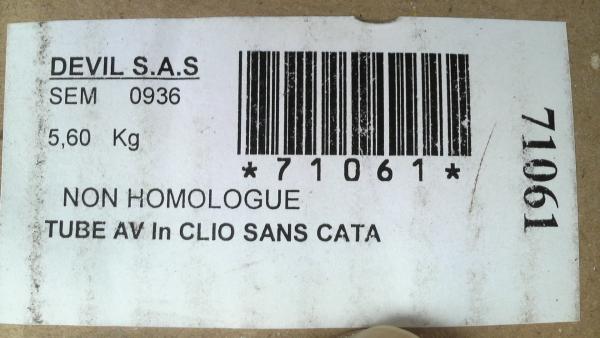 DEVIL S.A.S
SEM 0936
5,60 Kg
*71061*
71061
NON HOMOLOGUE
TUBE AV In CLIO SANS CATA